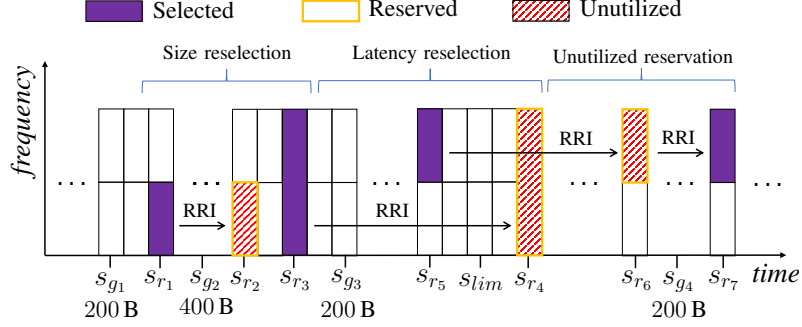 Selected Reserved Unutilized
Size reselection Latency reselection Unutilized reservation
frequency
RRI RRI
... ... ... ... ...
RRI RRI
s_{g_1} s_{r_1} s_{g_2} s_{r_2} s_{r_3} s_{g_3} s_{r_5} s_{lim} s_{r_4} s_{r_6} s_{g_4} s_{r_7} time
200 B 400 B 200 B 200 B